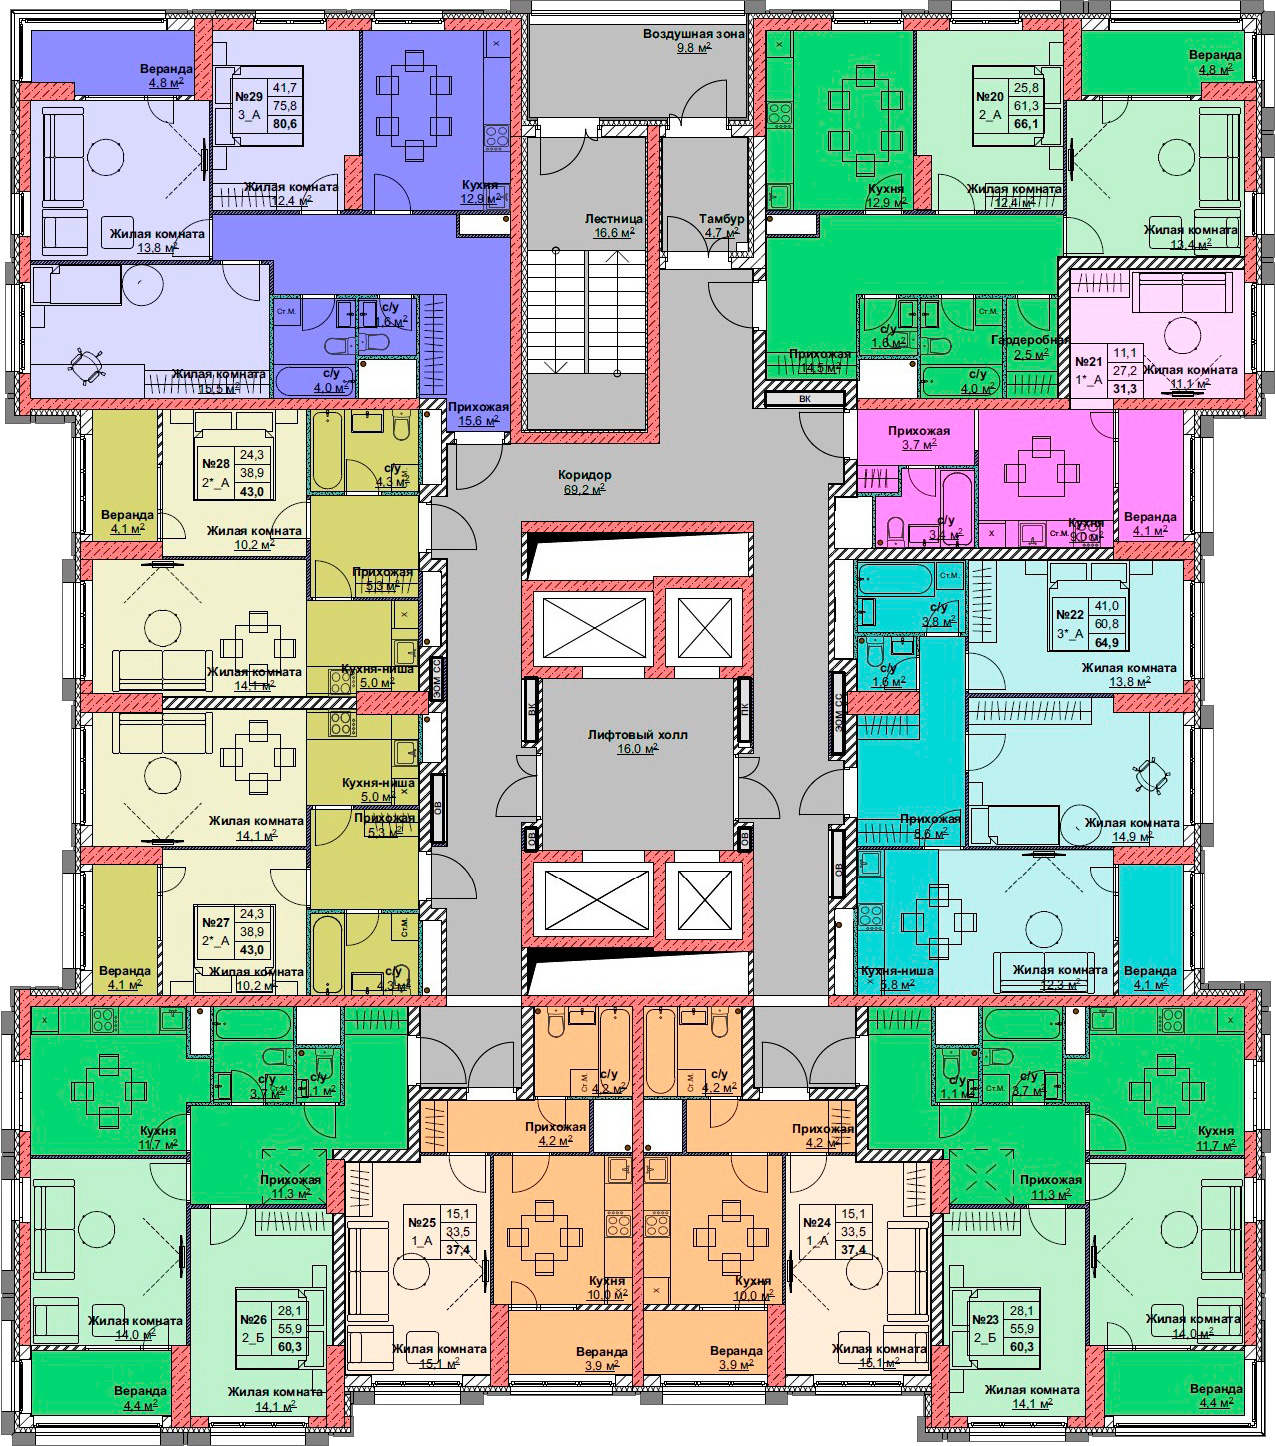 Воздушная зона
9.8 м²
Веранда
4.8 м²
№29
41,7
75,8
3_А
80,6
Жилая комната
12,4 м²
Кухня
12,9 м²
X
Жилая комната
13,8 м²
Жилая комната
15,5 м²
Ст.М.
с/у
1,6 м²
с/у
4,0 м²
Прихожая
15.6 м²
Лестница
16.6 м²
Тамбур
4.7 м²
X
Кухня
12,9 м²
№20
25,8
61,3
2_А
66,1
Жилая комната
12,4 м²
Веранда
4,8 м²
Жилая комната
13,4 м²
Прихожая
14,5 м²
с/у
1,6 м²
Ст.М.
с/у
4,0 м²
Гардеробная
2,5 м²
№21
11,1
27,2
1*_А
31,3
Жилая комната
11,1 м²
ВК
Прихожая
3,7 м²
с/у
3,4 м²
X
Ст.М.
Кухня
9,0 м²
Веранда
4,1 м²
№28
24,3
38,9
2*_А
43,0
Веранда
4,1 м²
Жилая комната
10,2 м²
с/у
4,3 м²
Прихожая
5,3 м²
Жилая комната
14,1 м²
Кухня-ниша
5,0 м²
X
ЭОМ СС
Коридор
69,2 м²
Лифтовый холл
16,0 м²
ВК
ПК
ОВ
ОВ
ЭОМ СС
ОВ
ОВ
Ст.М.
с/у
3,8 м²
с/у
1,6 м²
№22
41,0
60,8
3*_А
64,9
Жилая комната
13,8 м²
Жилая комната
14,9 м²
Прихожая
8,6 м²
Кухня-ниша
5,8 м²
X
Жилая комната
12,3 м²
Веранда
4,1 м²
Жилая комната
14,1 м²
Кухня-ниша
5,0 м²
X
Прихожая
5,3 м²
№27
24,3
38,9
2*_А
43,0
Веранда
4,1 м²
Жилая комната
10,2 м²
Ст.М.
с/у
4,3 м²
X
Кухня
11,7 м²
с/у
3,7 м²
Ст.М.
с/у
1,1 м²
Прихожая
11,3 м²
Жилая комната
14,0 м²
№26
28,1
55,9
2_Б
60,3
Веранда
4,4 м²
Жилая комната
14,1 м²
Ст.М.
с/у
4,2 м²
Прихожая
4,2 м²
№25
15,1
33,5
1_А
37,4
Кухня
10,0 м²
Жилая комната
15,1 м²
Веранда
3,9 м²
Ст.М.
с/у
4,2 м²
Прихожая
4,2 м²
№24
15,1
33,5
1_А
37,4
X
Кухня
10,0 м²
Веранда
3,9 м²
Жилая комната
15,1 м²
с/у
1,1 м²
Ст.М.
с/у
3,7 м²
X
Кухня
11,7 м²
Прихожая
11,3 м²
№23
28,1
55,9
2_Б
60,3
Жилая комната
14,0 м²
Жилая комната
14,1 м²
Веранда
4,4 м²